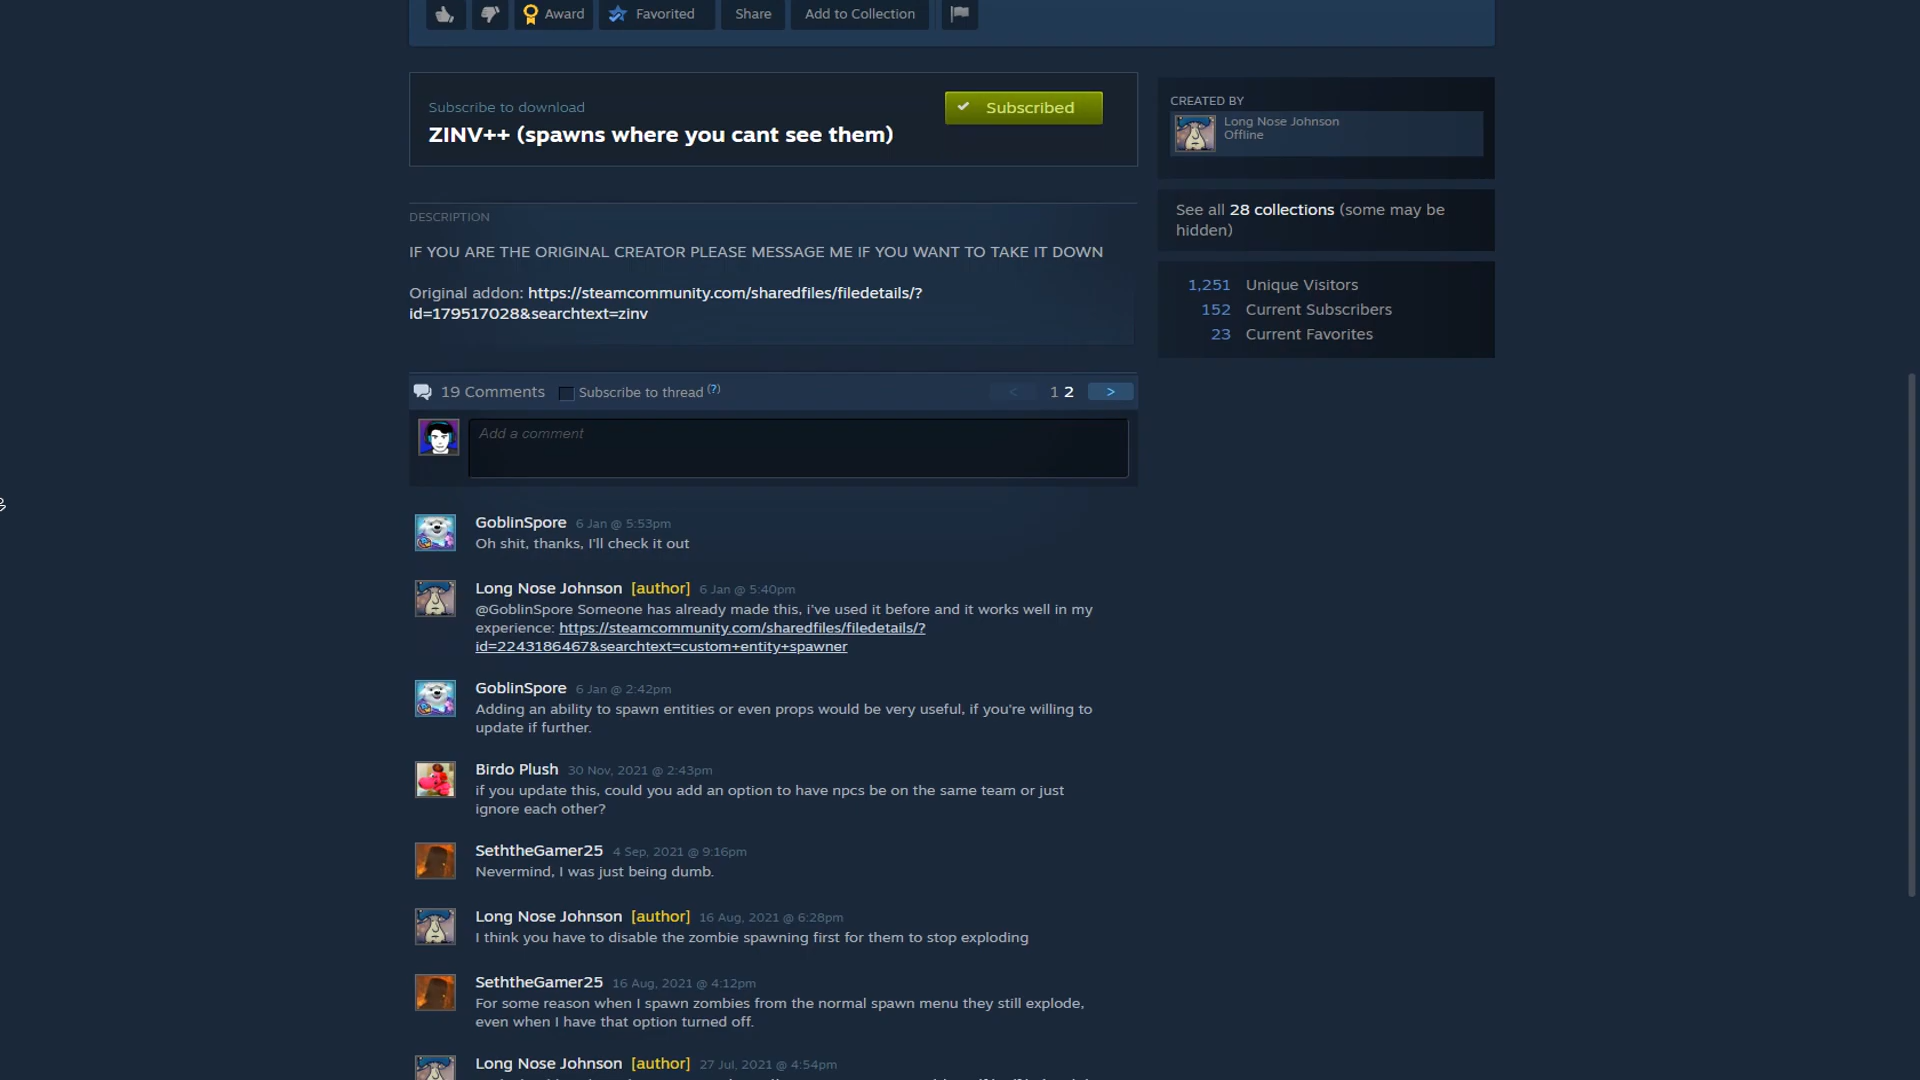 Award
Favorited
Share
Add to Collection
Subscribe to download
Subscribed
ZINV++ (spawns where you cant see them)
CREATED BY
Long Nose Johnson
Offline
See all 28 collections (some may be
hidden)
1,251 Unique Visitors
152 Current Subscribers
23 Current Favorites
DESCRIPTION
IF YOU ARE THE ORIGINAL CREATOR PLEASE MESSAGE ME IF YOU WANT TO TAKE IT DOWN
Original addon: https://steamcommunity.com/sharedfiles/filedetails/?
id=179517028&searchtext=zinv
19 Comments Subscribe to thread (?) < 1 2 >
Add a comment
GoblinSpore 6 Jan @ 5:53pm
Oh shit, thanks, I'll check it out
Long Nose Johnson [author] 6 Jan @ 5:40pm
@GoblinSpore Someone has already made this, i've used it before and it works well in my
experience: https://steamcommunity.com/sharedfiles/filedetails/?
id=2243186467&searchtext=custom+entity+spawner
GoblinSpore 6 Jan @ 2:42pm
Adding an ability to spawn entities or even props would be very useful, if you're willing to
update if further.
Birdo Plush 30 Nov, 2021 @ 2:43pm
if you update this, could you add an option to have npcs be on the same team or just
ignore each other?
SeththeGamer25 4 Sep, 2021 @ 9:16pm
Nevermind, I was just being dumb.
Long Nose Johnson [author] 16 Aug, 2021 @ 6:28pm
I think you have to disable the zombie spawning first for them to stop exploding
SeththeGamer25 16 Aug, 2021 @ 4:12pm
For some reason when I spawn zombies from the normal spawn menu they still explode,
even when I have that option turned off.
Long Nose Johnson [author] 27 Jul, 2021 @ 4:54pm